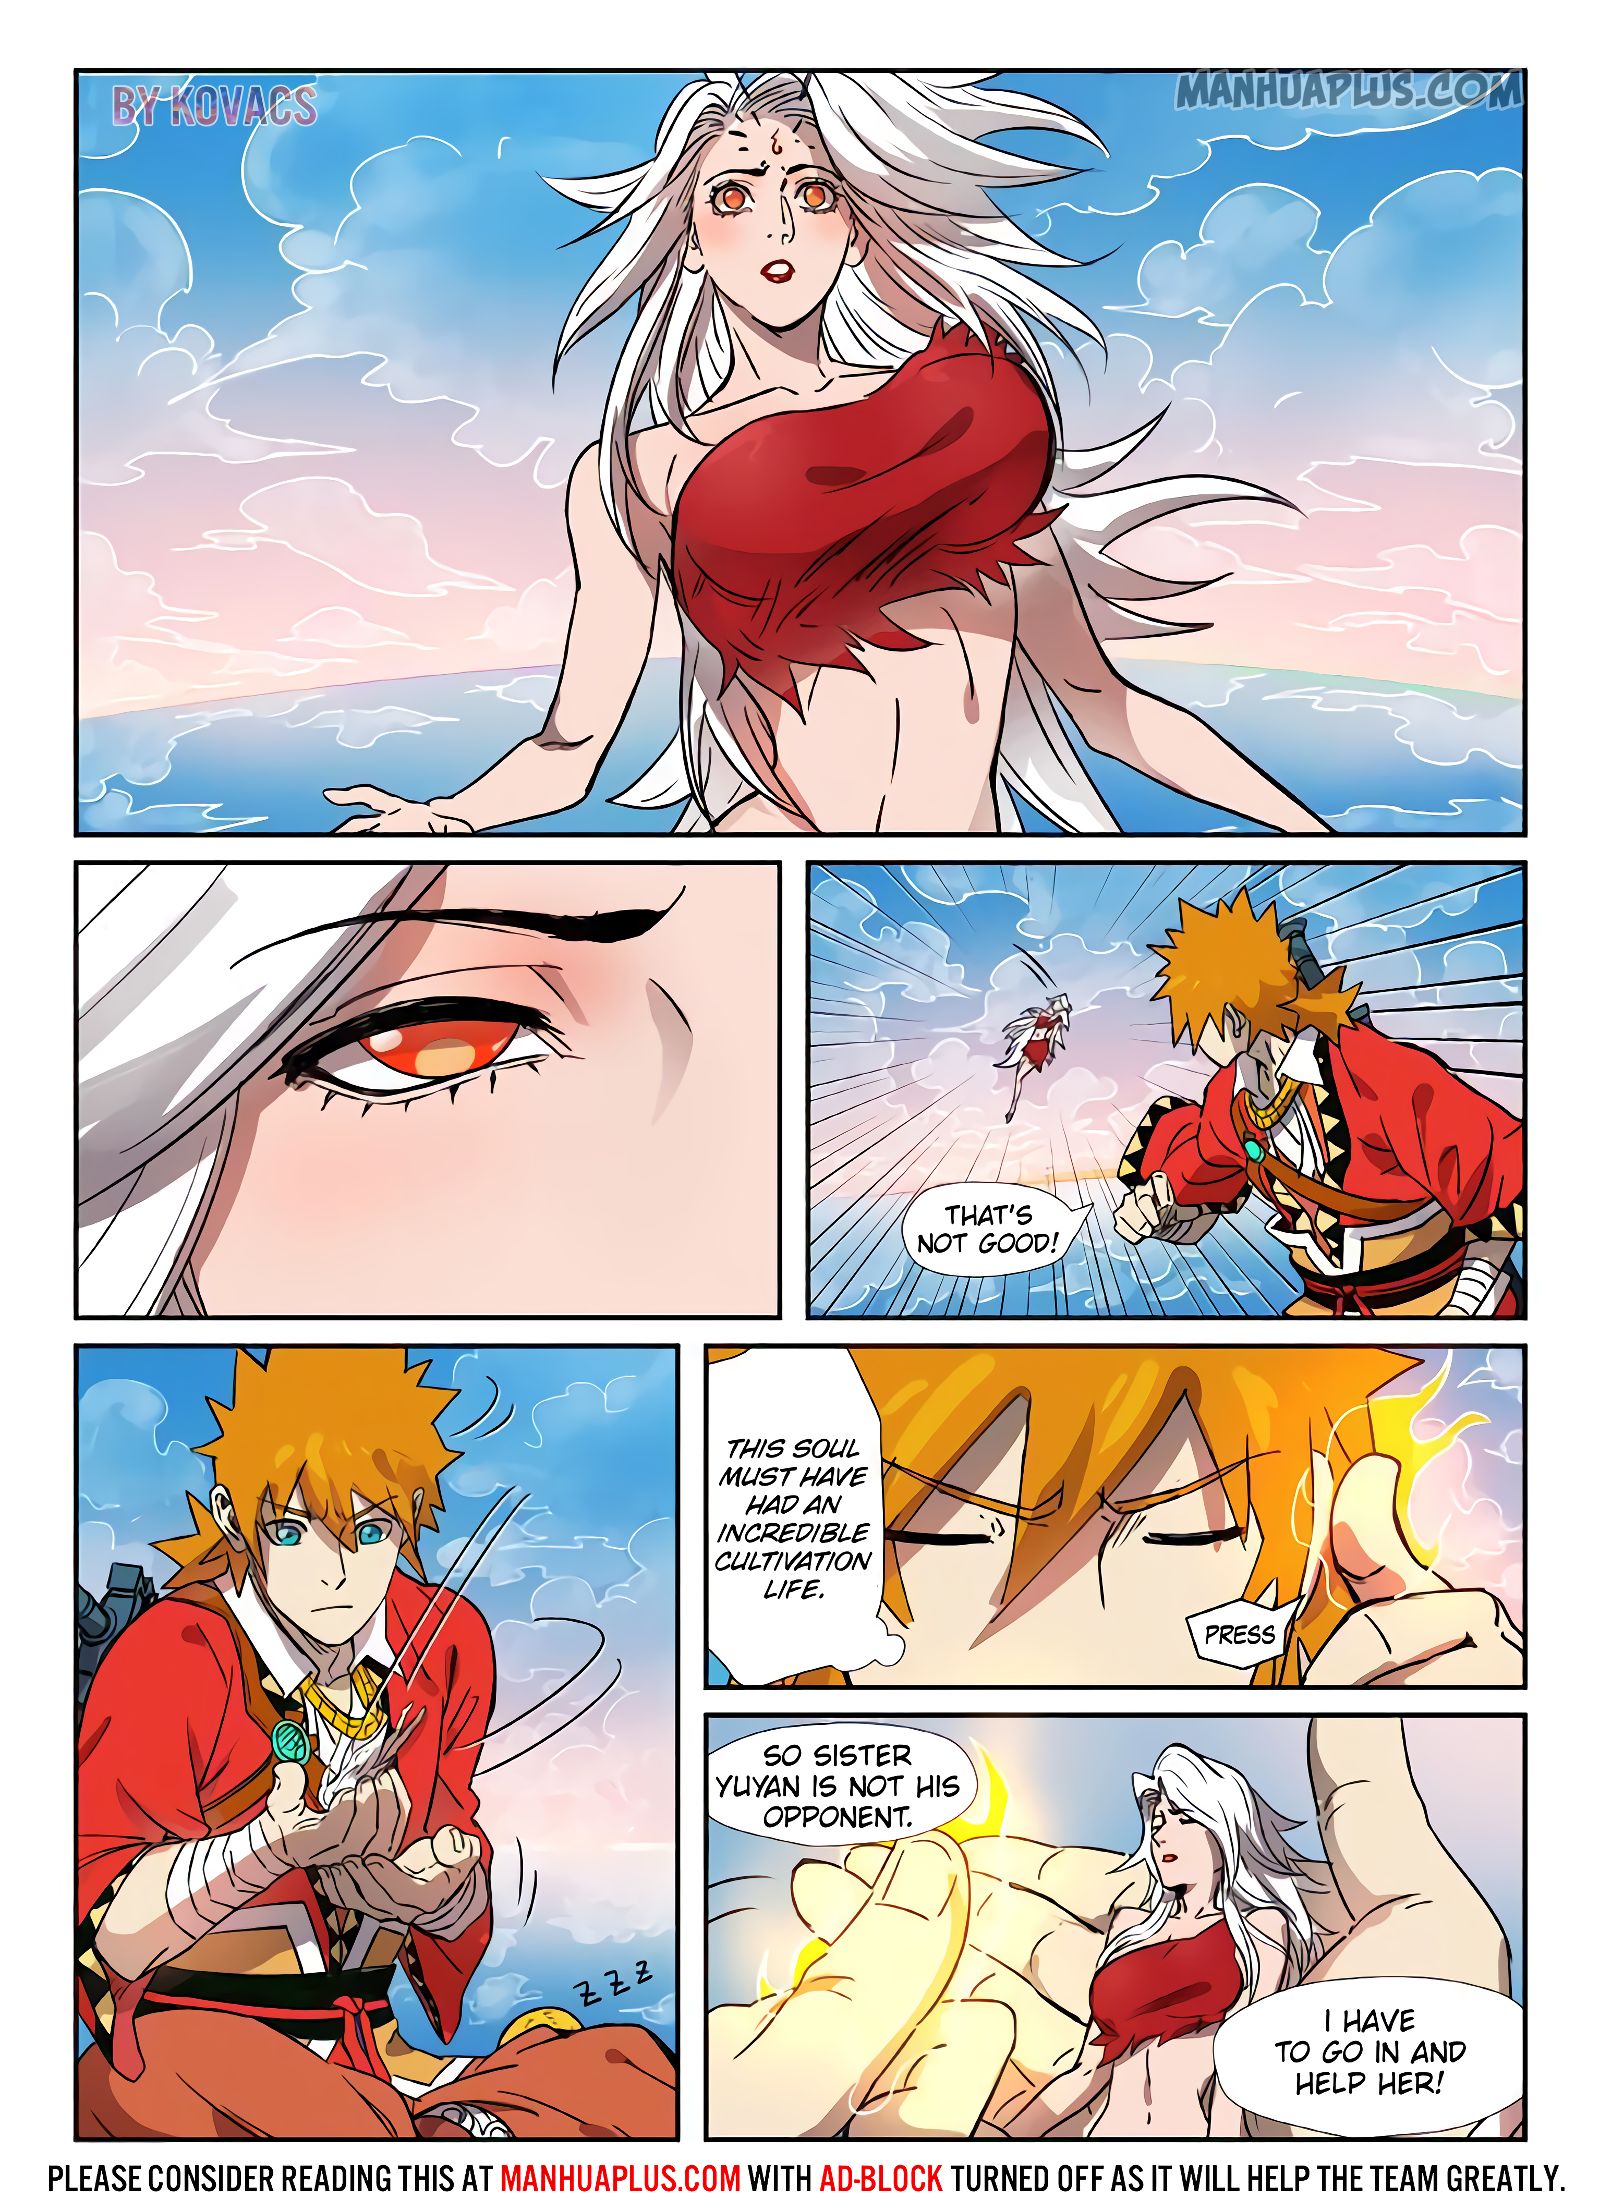 BY KOVACS
MANHUAPLUS.COM
THAT'S
NOT GOOD!
THIS SOUL
MUST HAVE
HAD AN
INCREDIBLE
CULTIVATION
LIFE.
PRESS
Z Z Z
SO SISTER
YUYAN IS NOT HIS
OPPONENT.
I HAVE
TO GO IN AND
HELP HER!
PLEASE CONSIDER READING THIS AT MANHUAPLUS.COM WITH AD-BLOCK TURNED OFF AS IT WILL HELP THE TEAM GREATLY.